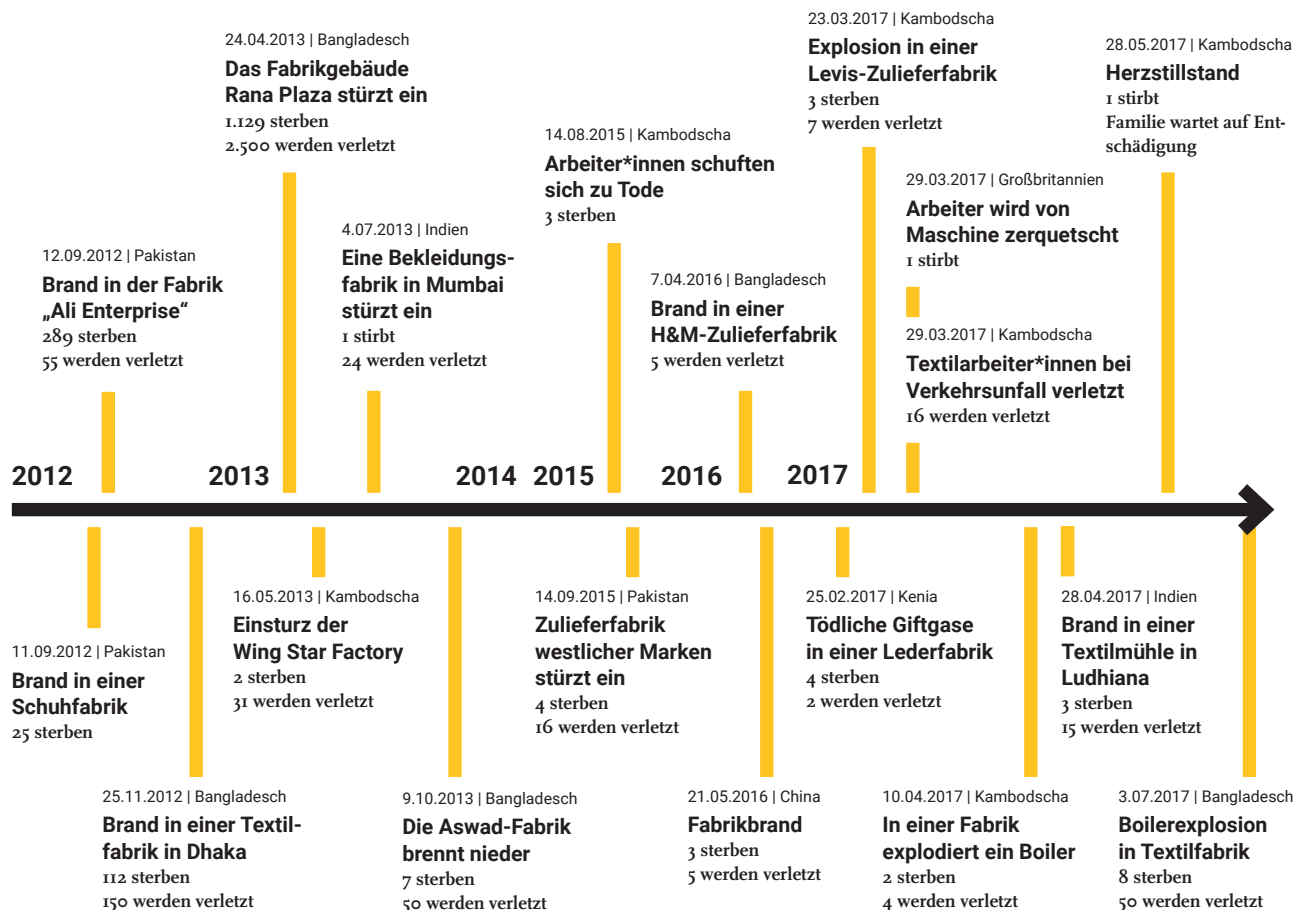 24.04.2013 | Bangladesch
Das Fabrikgebäude
Rana Plaza stürzt ein
1.129 sterben
2.500 werden verletzt
23.03.2017 | Kambodscha
Explosion in einer
Levis-Zulieferfabrik
3 sterben
7 werden verletzt
28.05.2017 | Kambodscha
Herzstillstand
1 stirbt
Familie wartet auf Ent-
schädigung
14.08.2015 | Kambodscha
Arbeiter*innen schuften
sich zu Tode
3 sterben
29.03.2017 | Großbritannien
Arbeiter wird von
Maschine zerquetscht
1 stirbt
12.09.2012 | Pakistan
Brand in der Fabrik
„Ali Enterprise“
289 sterben
55 werden verletzt
4.07.2013 | Indien
Eine Bekleidungs-
fabrik in Mumbai
stürzt ein
1 stirbt
24 werden verletzt
7.04.2016 | Bangladesch
Brand in einer
H&M-Zulieferfabrik
5 werden verletzt
29.03.2017 | Kambodscha
Textilarbeiter*innen bei
Verkehrsunfall verletzt
16 werden verletzt
2012 2013 2014 2015 2016 2017
11.09.2012 | Pakistan
Brand in einer
Schuhfabrik
25 sterben
16.05.2013 | Kambodscha
Einsturz der
Wing Star Factory
2 sterben
31 werden verletzt
14.09.2015 | Pakistan
Zulieferfabrik
westlicher Marken
stürzt ein
4 sterben
16 werden verletzt
25.02.2017 | Kenia
Tödliche Giftgase
in einer Lederfabrik
4 sterben
2 werden verletzt
28.04.2017 | Indien
Brand in einer
Textilmühle in
Ludhiana
3 sterben
15 werden verletzt
25.11.2012 | Bangladesch
Brand in einer Textil-
fabrik in Dhaka
112 sterben
150 werden verletzt
9.10.2013 | Bangladesch
Die Aswad-Fabrik
brennt nieder
7 sterben
50 werden verletzt
21.05.2016 | China
Fabrikbrand
3 sterben
5 werden verletzt
10.04.2017 | Kambodscha
In einer Fabrik
explodiert ein Boiler
2 sterben
4 werden verletzt
3.07.2017 | Bangladesch
Boilerexplosion
in Textilfabrik
8 sterben
50 werden verletzt